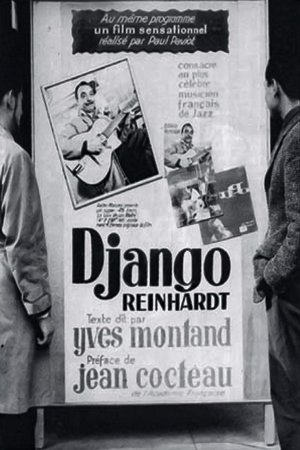 Au même programme
un film sensationnel
réalisé par Paul Paviot
consacré
au plus
célèbre
musicien
français
de Jazz
Django
REINHARDT
Texte dit par
yves montand
Préface de
jean cocteau
de l'Académie Française